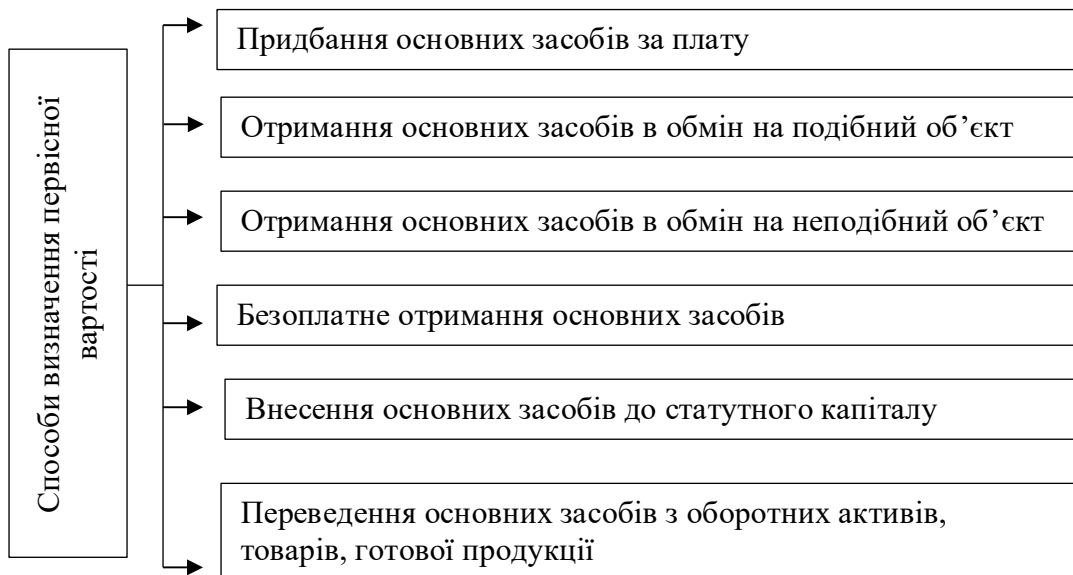 Способи визначення первісної
вартості
Придбання основних засобів за плату
Отримання основних засобів в обмін на подібний об’єкт
Отримання основних засобів в обмін на неподібний об’єкт
Безоплатне отримання основних засобів
Внесення основних засобів до статутного капіталу
Переведення основних засобів з оборотних активів,
товарів, готової продукції